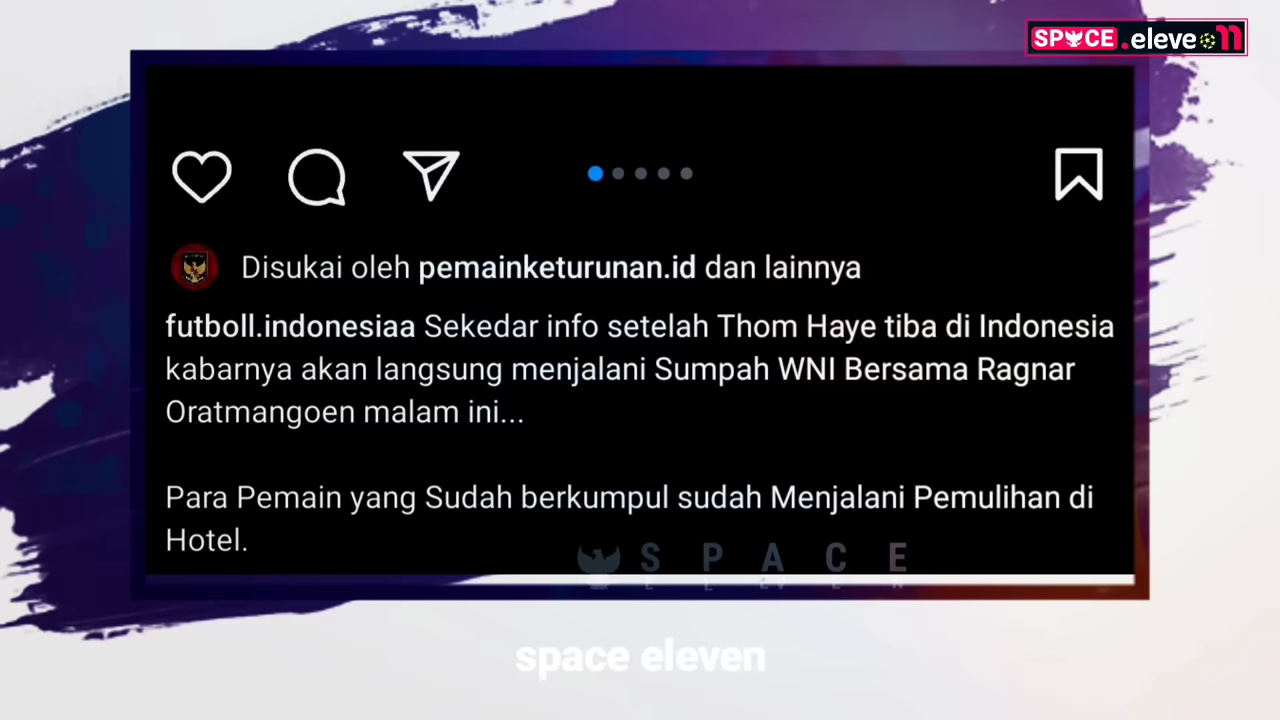 SPACE.eleven
Disukai oleh pemainketurunan.id dan lainnya
futboll.indonesiaa Sekedar info setelah Thom Haye tiba di Indonesia
kabarnya akan langsung menjalani Sumpah WNI Bersama Ragnar
Oratmangoen malam ini...
Para Pemain yang Sudah berkumpul sudah Menjalani Pemulihan di
Hotel.
SPACE
space eleven